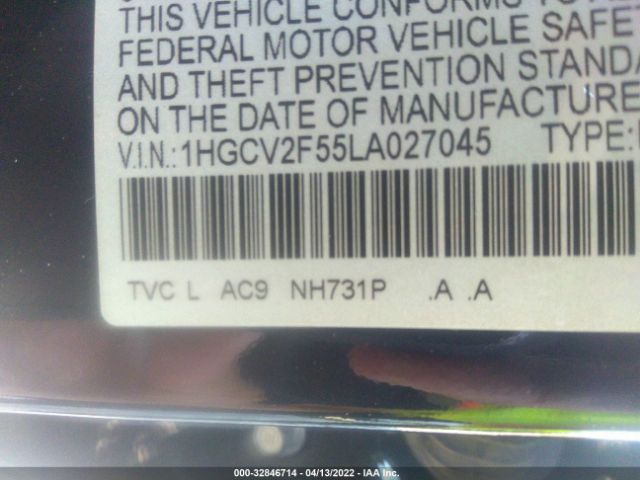 THIS VEHICLE CONFORMS TO
FEDERAL MOTOR VEHICLE SAFE
AND THEFT PREVENTION STANDA
ON THE DATE OF MANUFACTURE
V.I.N.:1HGCV2F55LA027045 TYPE:
TVC L AC9 NH731P .A .A
000-32846714 - 04/13/2022 - IAA Inc.